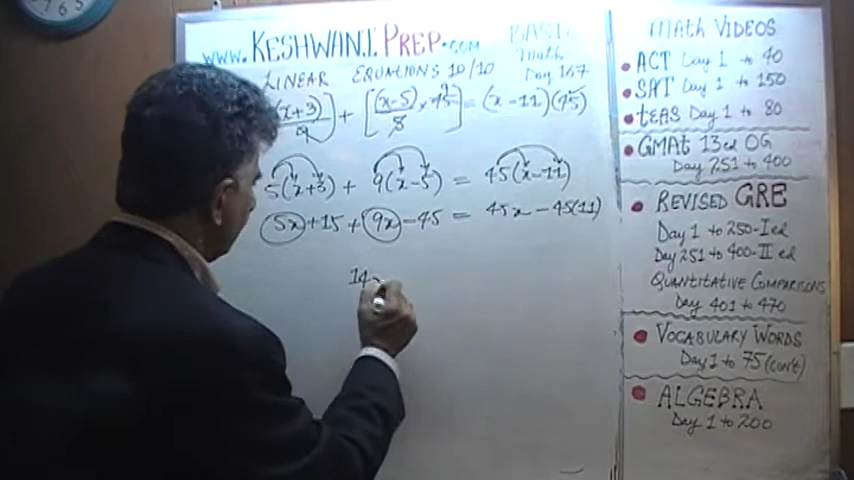 www. KESHWANI PREP.com
BASIC
Math
Day 167
LINEAR EQUATIONS 10/10
(x+3)/9] + [(x-5)/5 × 45] = (x-11)(45)
5(x+3) + 9(x-5) = 45(x-11)
5x+15 + 9x-45 = 45x - 45(11)
14
Math VIDEOS
• ACT Day 1 to 40
• SAT Day 1 to 150
• tEAS Day 1 to 80
• GMAt 13ed OG
Day 251 to 400
• REVISED GRE
Day 1 to 250-I ed
Day 251 to 400-II ed
QUANTITATIVE COMPARISONS
Day 401 to 470
• VOCABULARY WORDS
Day 1 to 75 (con't)
• ALGEBRA
Day 1 to 200